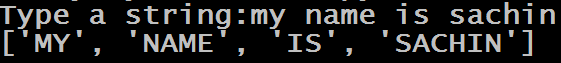 Type a string:my name is sachin
['MY', 'NAME', 'IS', 'SACHIN']